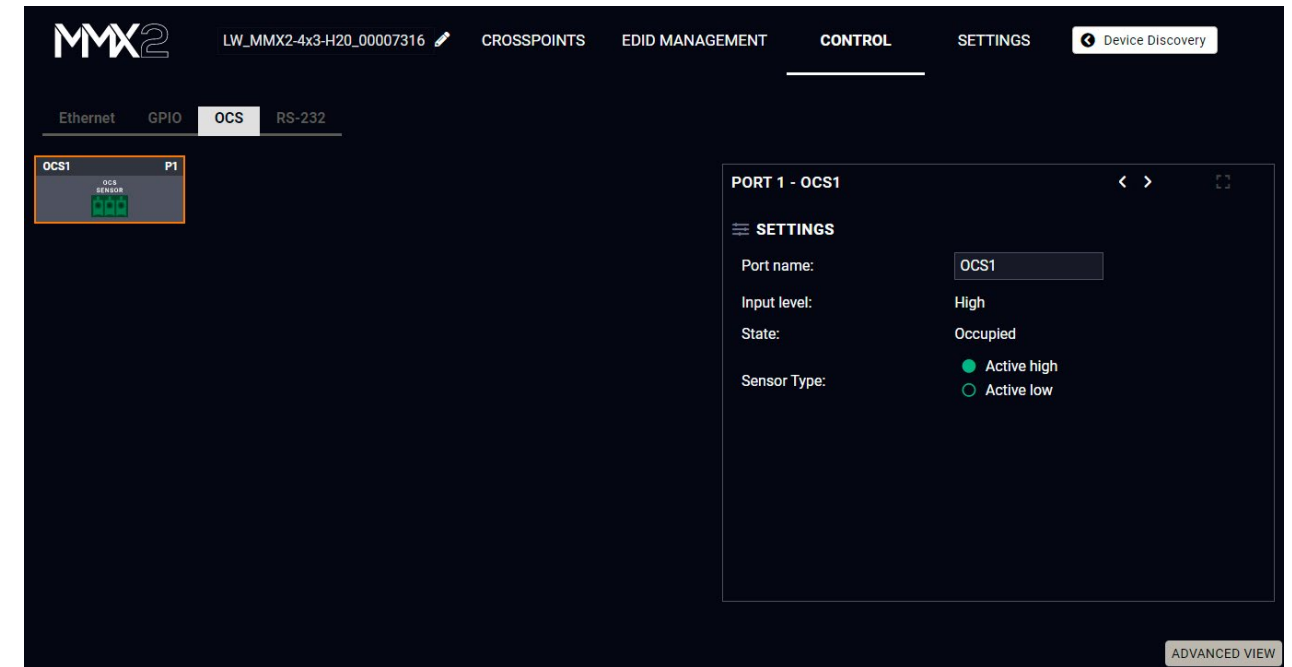 MMX2 LW_MMX2-4x3-H20_00007316 CROSSPOINTS EDID MANAGEMENT CONTROL SETTINGS Device Discovery
Ethernet GPIO OCS RS-232
OCS1 P1
OCS
SENSOR
PORT 1 - OCS1
SETTINGS
Port name: OCS1
Input level: High
State: Occupied
Sensor Type:
Active high
Active low
ADVANCED VIEW